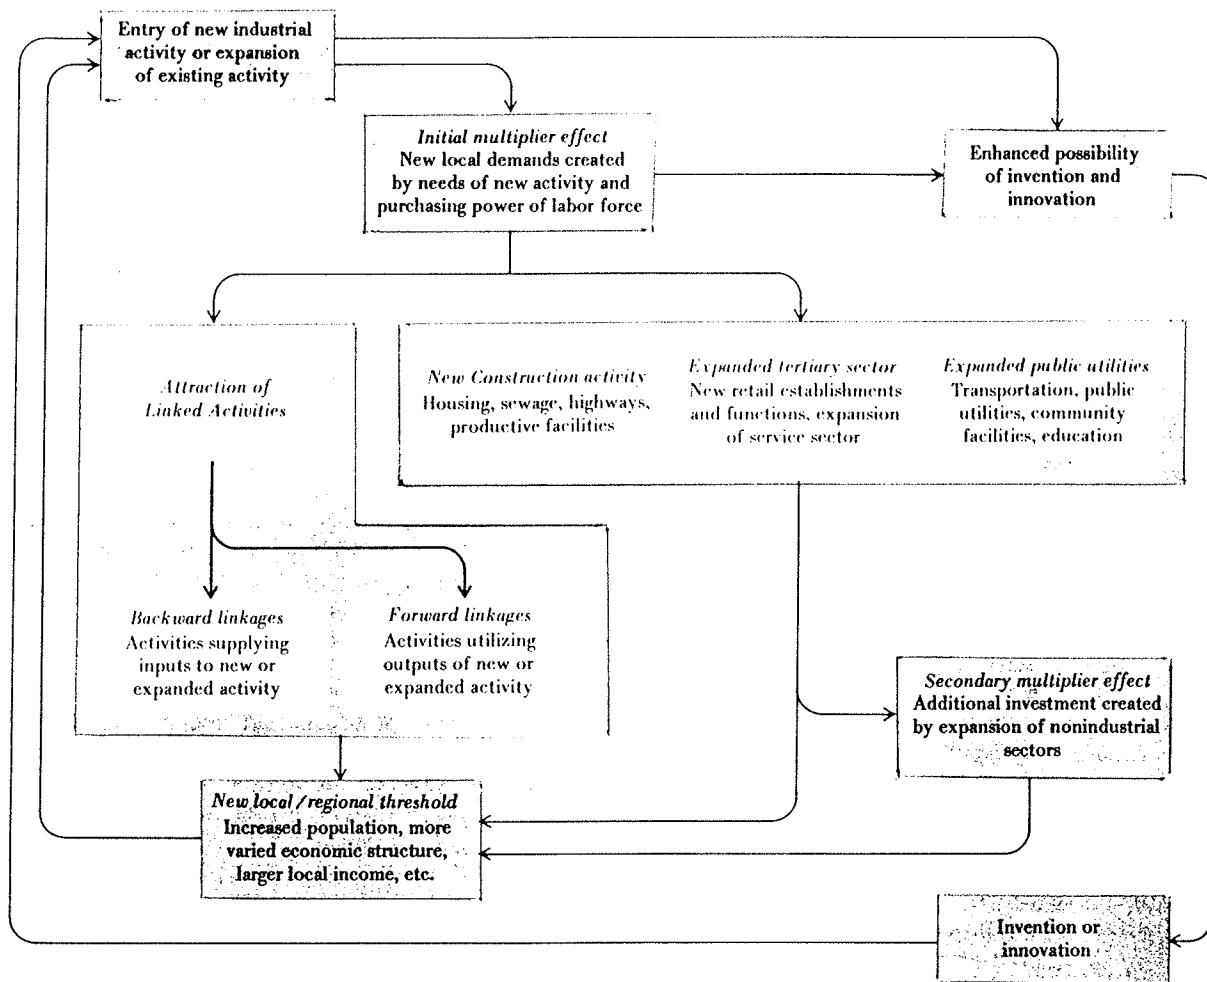 Entry of new industrial
activity or expansion
of existing activity
Initial multiplier effect
New local demands created
by needs of new activity and
purchasing power of labor force
Enhanced possibility
of invention and
innovation
Attraction of
Linked Activities
New Construction activity
Housing, sewage, highways,
productive facilities
Expanded tertiary sector
New retail establishments
and functions, expansion
of service sector
Expanded public utilities
Transportation, public
utilities, community
facilities, education
Backward linkages
Activities supplying
inputs to new or
expanded activity
Forward linkages
Activities utilizing
outputs of new or
expanded activity
Secondary multiplier effect
Additional investment created
by expansion of nonindustrial
sectors
New local/regional threshold
Increased population, more
varied economic structure,
larger local income, etc.
Invention or
innovation